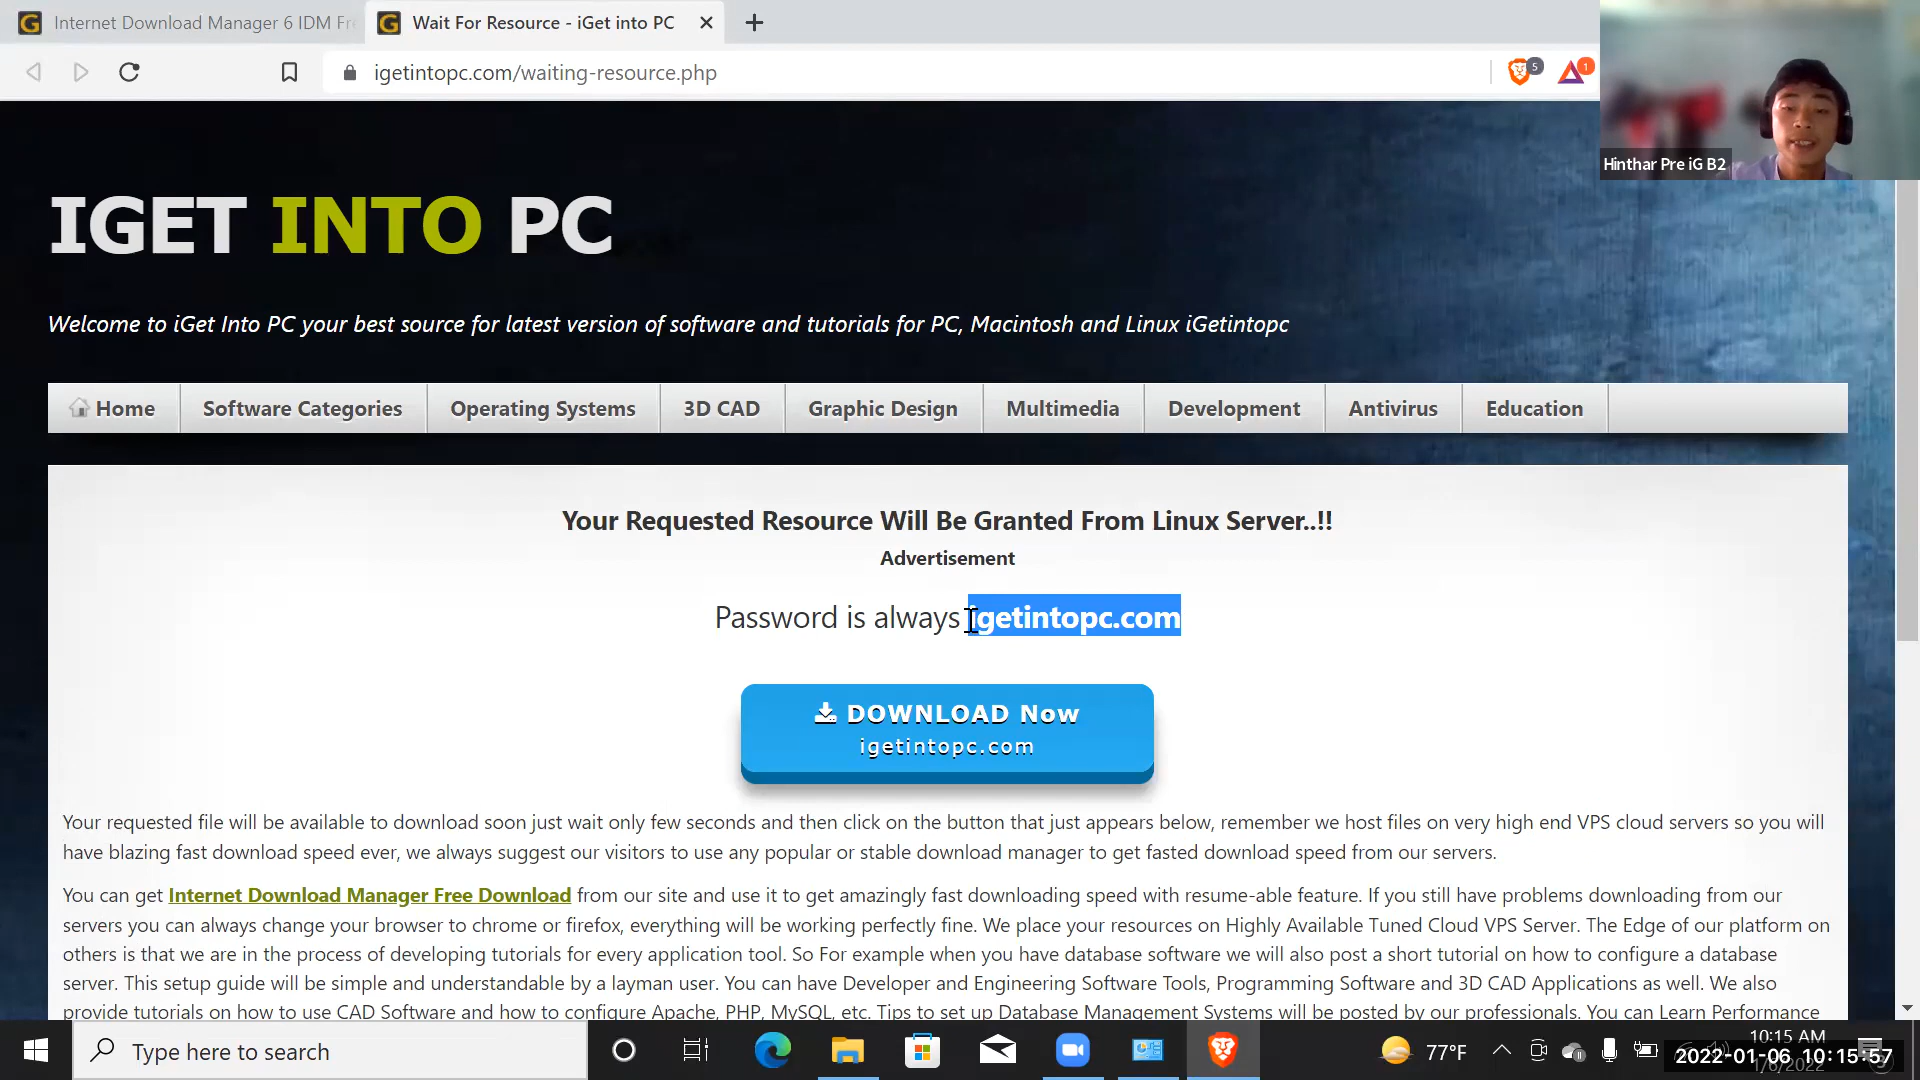 Internet Download Manager 6 IDM Fre
Wait For Resource - iGet into PC
igetintopc.com/waiting-resource.php
5
1
Hinthar Pre iG B2
IGET INTO PC
Welcome to iGet Into PC your best source for latest version of software and tutorials for PC, Macintosh and Linux iGetintopc
Home Software Categories Operating Systems 3D CAD Graphic Design Multimedia Development Antivirus Education
Your Requested Resource Will Be Granted From Linux Server..!!
Advertisement
Password is always igetintopc.com
DOWNLOAD Now
igetintopc.com
Your requested file will be available to download soon just wait only few seconds and then click on the button that just appears below, remember we host files on very high end VPS cloud servers so you will
have blazing fast download speed ever, we always suggest our visitors to use any popular or stable download manager to get fasted download speed from our servers.
You can get Internet Download Manager Free Download from our site and use it to get amazingly fast downloading speed with resume-able feature. If you still have problems downloading from our
servers you can always change your browser to chrome or firefox, everything will be working perfectly fine. We place your resources on Highly Available Tuned Cloud VPS Server. The Edge of our platform on
others is that we are in the process of developing tutorials for every application tool. So For example when you have database software we will also post a short tutorial on how to configure a database
server. This setup guide will be simple and understandable by a layman user. You can have Developer and Engineering Software Tools, Programming Software and 3D CAD Applications as well. We also
provide tutorials on how to use CAD Software and how to configure Apache, PHP, MySQL, etc. Tips to set up Database Management Systems will be posted by our professionals. You can Learn Performance
Type here to search
77°F
10:15 AM
1/6/2022
2022-01-06 10:15:57